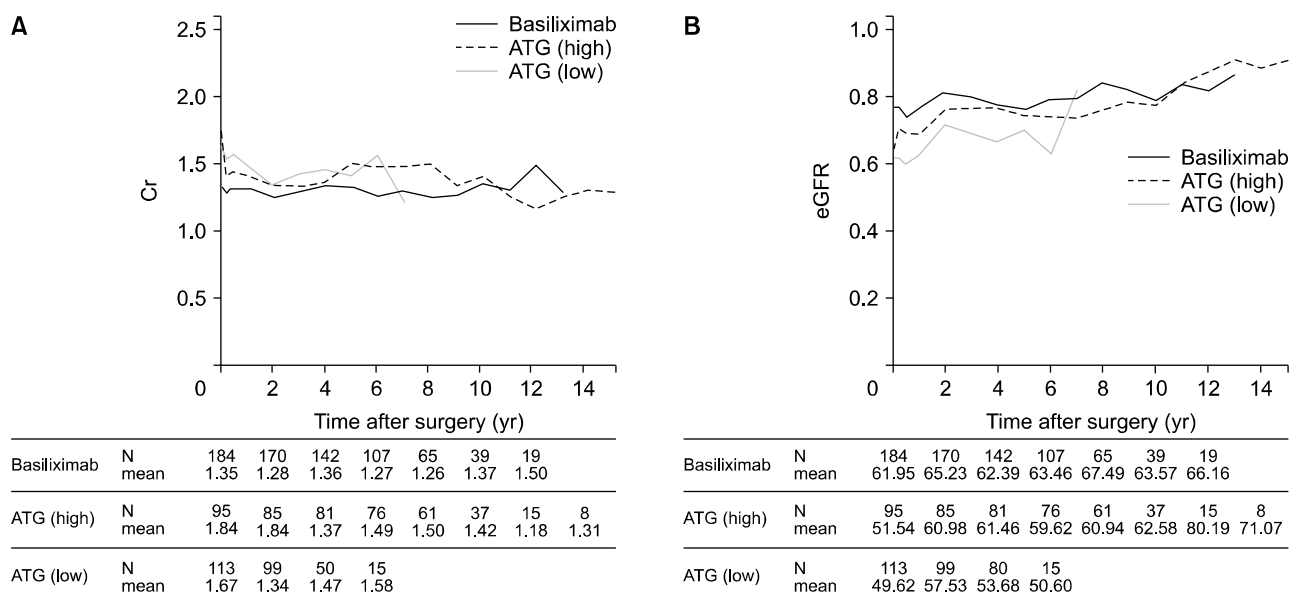 A
Basiliximab
ATG (high)
ATG (low)
2.5
2.0
1.5
1.0
0.5
Cr
0 2 4 6 8 10 12 14
Time after surgery (yr)
Basiliximab N 184 170 142 107 65 39 19
mean 1.35 1.28 1.36 1.27 1.26 1.37 1.50
ATG (high) N 95 85 81 76 61 37 15 8
mean 1.84 1.84 1.37 1.49 1.50 1.42 1.18 1.31
ATG (low) N 113 99 50 15
mean 1.67 1.34 1.47 1.58
B
1.0
0.8
0.6
0.4
0.2
eGFR
Basiliximab
ATG (high)
ATG (low)
0 2 4 6 8 10 12 14
Time after surgery (yr)
Basiliximab N 184 170 142 107 65 39 19
mean 61.95 65.23 62.39 63.46 67.49 63.57 66.16
ATG (high) N 95 85 81 76 61 37 15 8
mean 51.54 60.98 61.46 59.62 60.94 62.58 80.19 71.07
ATG (low) N 113 99 80 15
mean 49.62 57.53 53.68 50.60